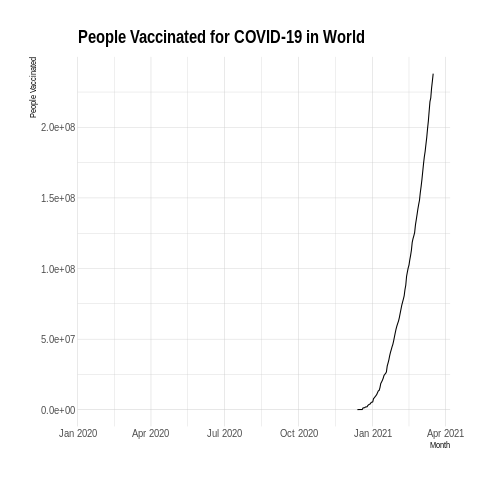 People Vaccinated for COVID-19 in World
People Vaccinated
2.0e+08
1.5e+08
1.0e+08
5.0e+07
0.0e+00
Jan 2020 Apr 2020 Jul 2020 Oct 2020 Jan 2021 Apr 2021
Month